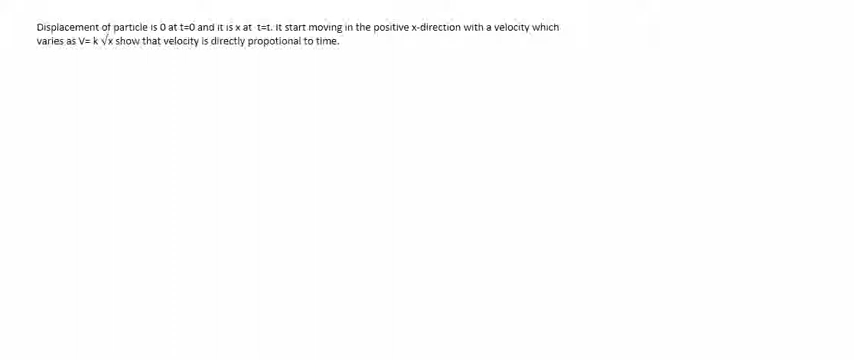 Displacement of particle is 0 at t=0 and it is x at t=t. It start moving in the positive x-direction with a velocity which
varies as V= k √x show that velocity is directly propotional to time.